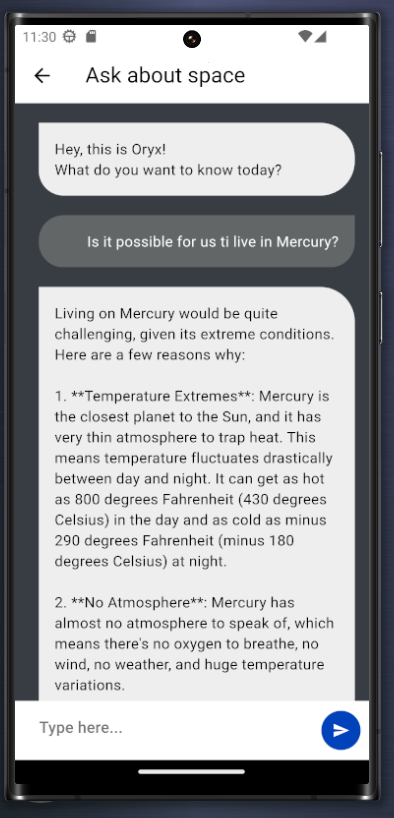 11:30
Ask about space
Hey, this is Oryx!
What do you want to know today?
Is it possible for us ti live in Mercury?
Living on Mercury would be quite
challenging, given its extreme conditions.
Here are a few reasons why:
1. **Temperature Extremes**: Mercury is
the closest planet to the Sun, and it has
very thin atmosphere to trap heat. This
means temperature fluctuates drastically
between day and night. It can get as hot
as 800 degrees Fahrenheit (430 degrees
Celsius) in the day and as cold as minus
290 degrees Fahrenheit (minus 180
degrees Celsius) at night.
2. **No Atmosphere**: Mercury has
almost no atmosphere to speak of, which
means there's no oxygen to breathe, no
wind, no weather, and huge temperature
variations.
Type here...